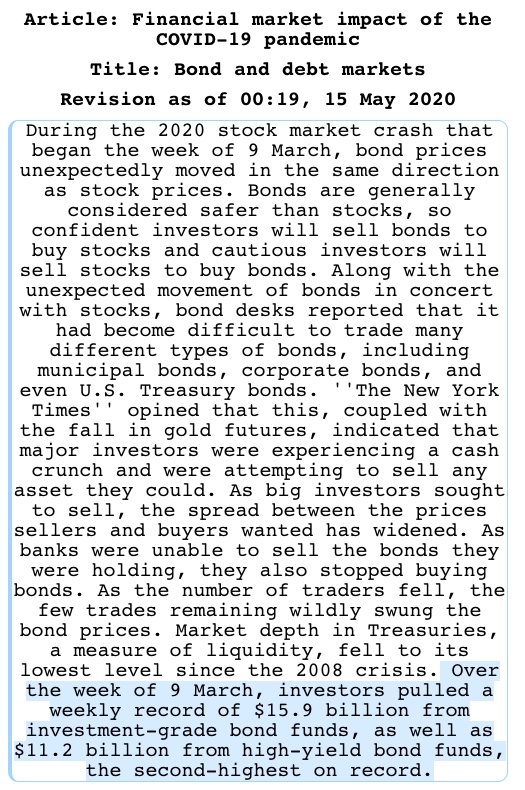 Article: Financial market impact of the
COVID-19 pandemic
Title: Bond and debt markets
Revision as of 00:19, 15 May 2020
During the 2020 stock market crash that
began the week of 9 March, bond prices
unexpectedly moved in the same direction
as stock prices. Bonds are generally
considered safer than stocks, so
confident investors will sell bonds to
buy stocks and cautious investors will
sell stocks to buy bonds. Along with the
unexpected movement of bonds in concert
with stocks, bond desks reported that it
had become difficult to trade many
different types of bonds, including
municipal bonds, corporate bonds, and
even U.S. Treasury bonds. ''The New York
Times'' opined that this, coupled with
the fall in gold futures, indicated that
major investors were experiencing a cash
crunch and were attempting to sell any
asset they could. As big investors sought
to sell, the spread between the prices
sellers and buyers wanted has widened. As
banks were unable to sell the bonds they
were holding, they also stopped buying
bonds. As the number of traders fell, the
few trades remaining wildly swung the
bond prices. Market depth in Treasuries,
a measure of liquidity, fell to its
lowest level since the 2008 crisis. Over
the week of 9 March, investors pulled a
weekly record of $15.9 billion from
investment-grade bond funds, as well as
$11.2 billion from high-yield bond funds,
the second-highest on record.